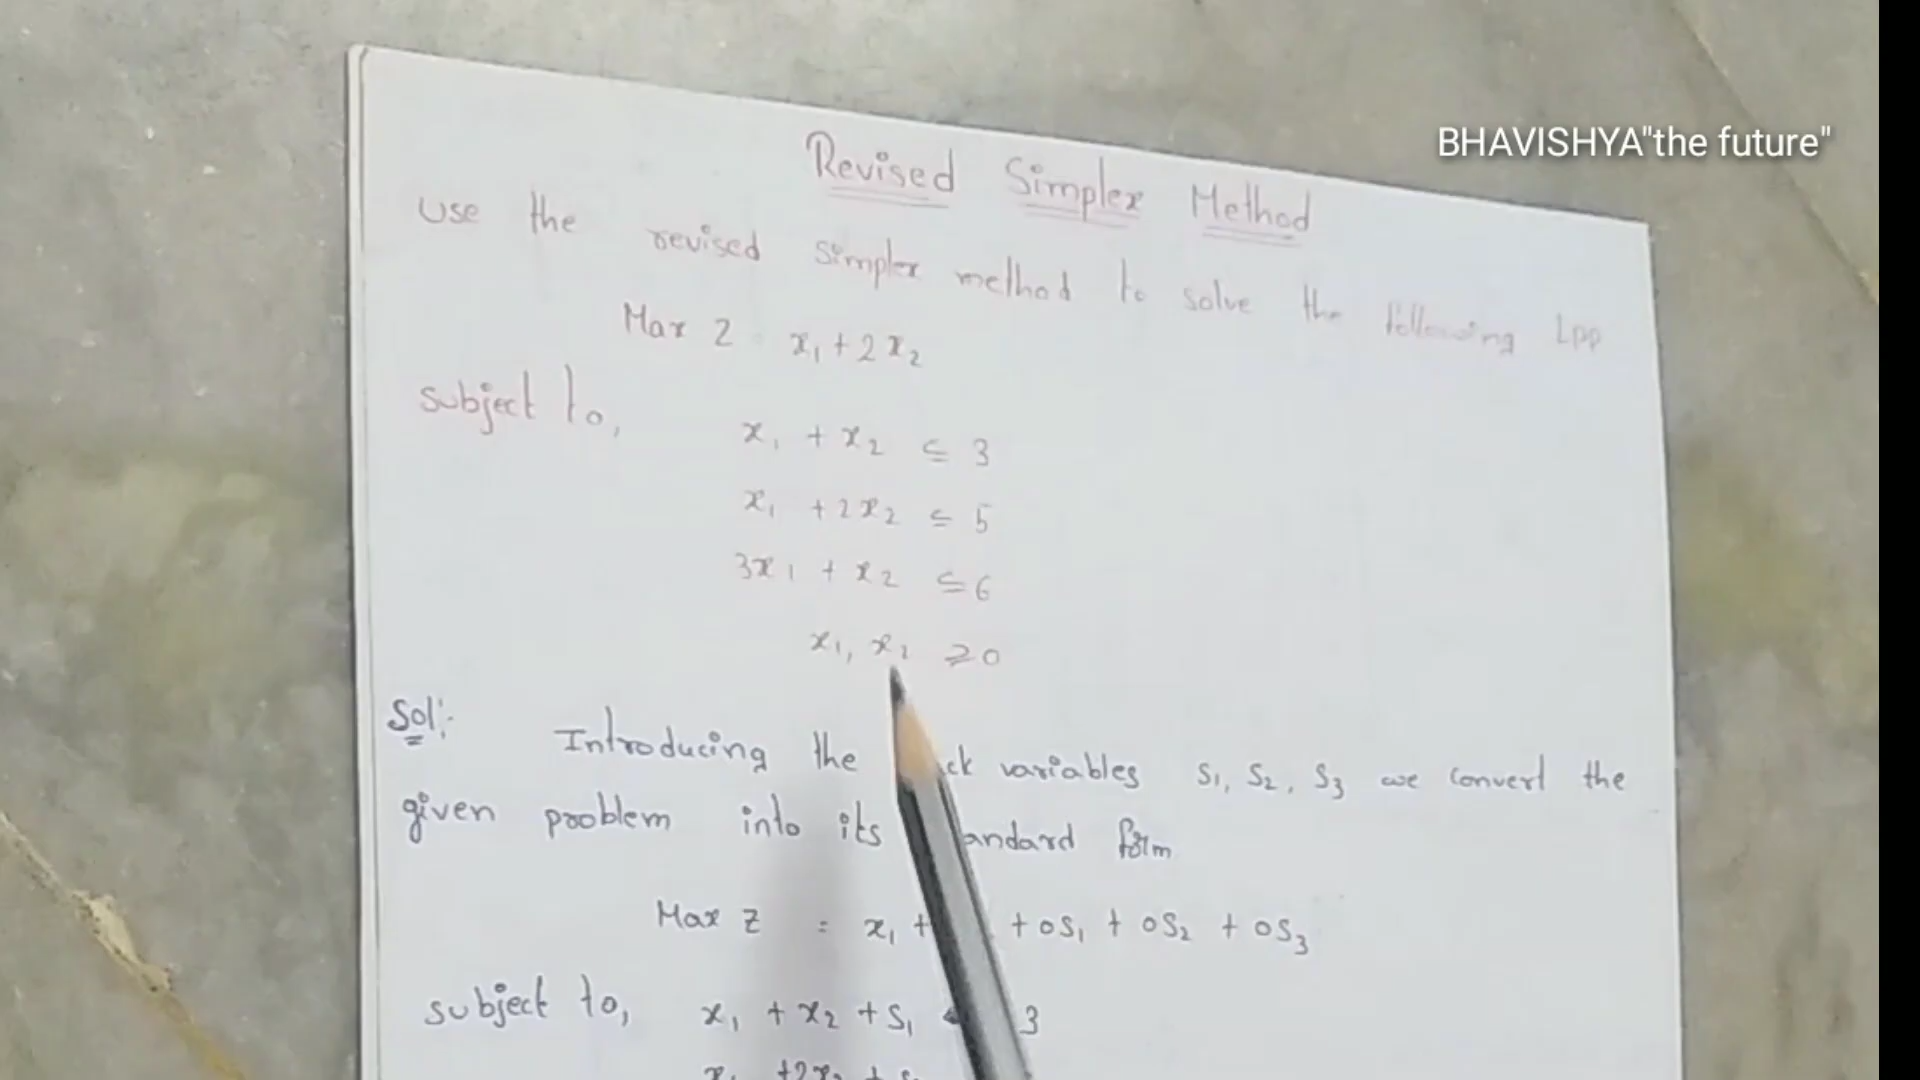 BHAVISHYA"the future"
Revised Simplex Method
Use the revised simplex method to solve the following Lpp
Max Z x₁ + 2x₂
subject to,
x₁ + x₂ ≤ 3
x₁ + 2x₂ ≤ 5
3x₁ + x₂ ≤ 6
x₁, x₂ ≥ 0
Sol:-
Introducing the variables S₁, S₂, S₃ we convert the
given problem into its form
Max Z = x₁ + + 0S₁ + 0S₂ + 0S₃
subject to, x₁ + x₂ + S₁ 3
x₁ + 2x₂ +